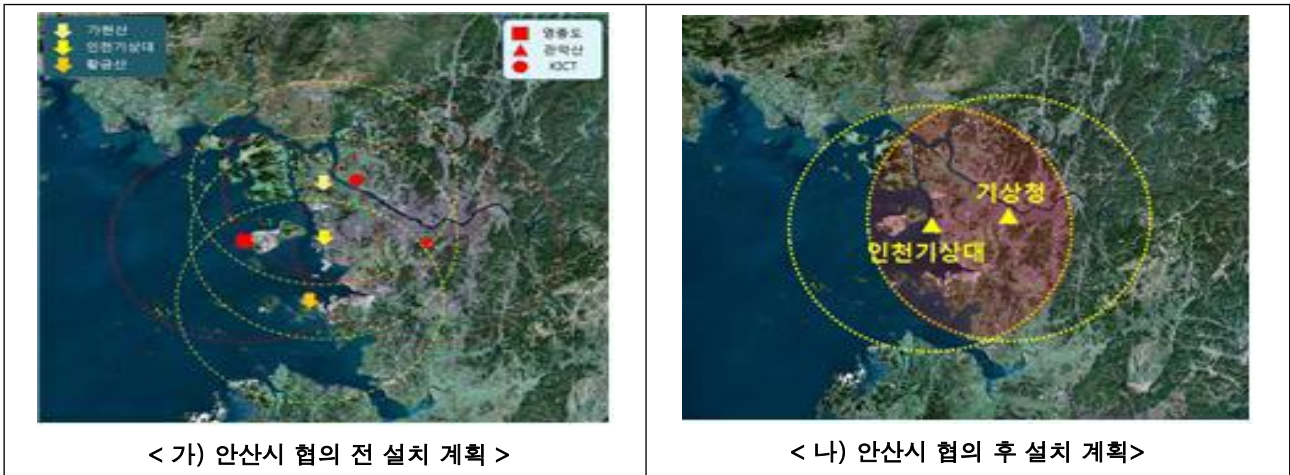 가현산
인천기상대
황금산
영종도
관악산
KICT
기상청
인천기상대
< 가) 안산시 협의 전 설치 계획 >
< 나) 안산시 협의 후 설치 계획>